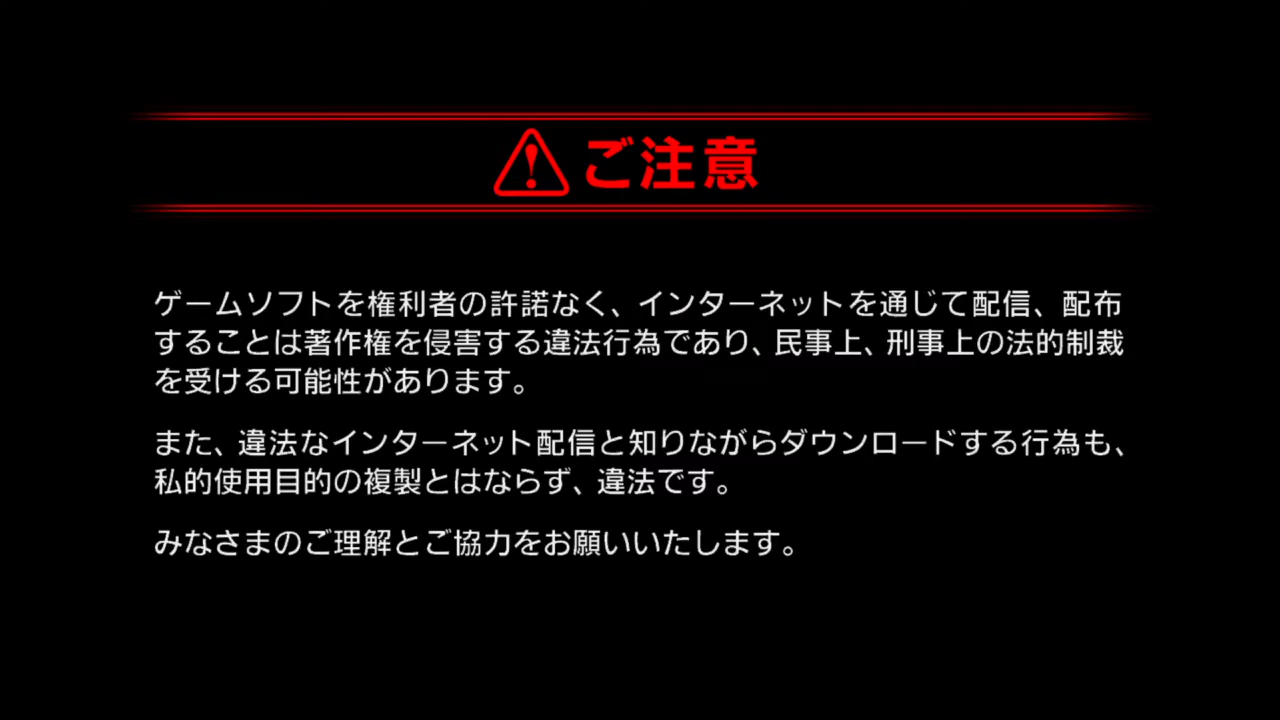 ご注意
ゲームソフトを権利者の許諾なく、インターネットを通じて配信、配布
することは著作権を侵害する違法行為であり、民事上、刑事上の法的制裁
を受ける可能性があります。
また、違法なインターネット配信と知りながらダウンロードする行為も、
私的使用目的の複製とはならず、違法です。
みなさまのご理解とご協力をお願いいたします。